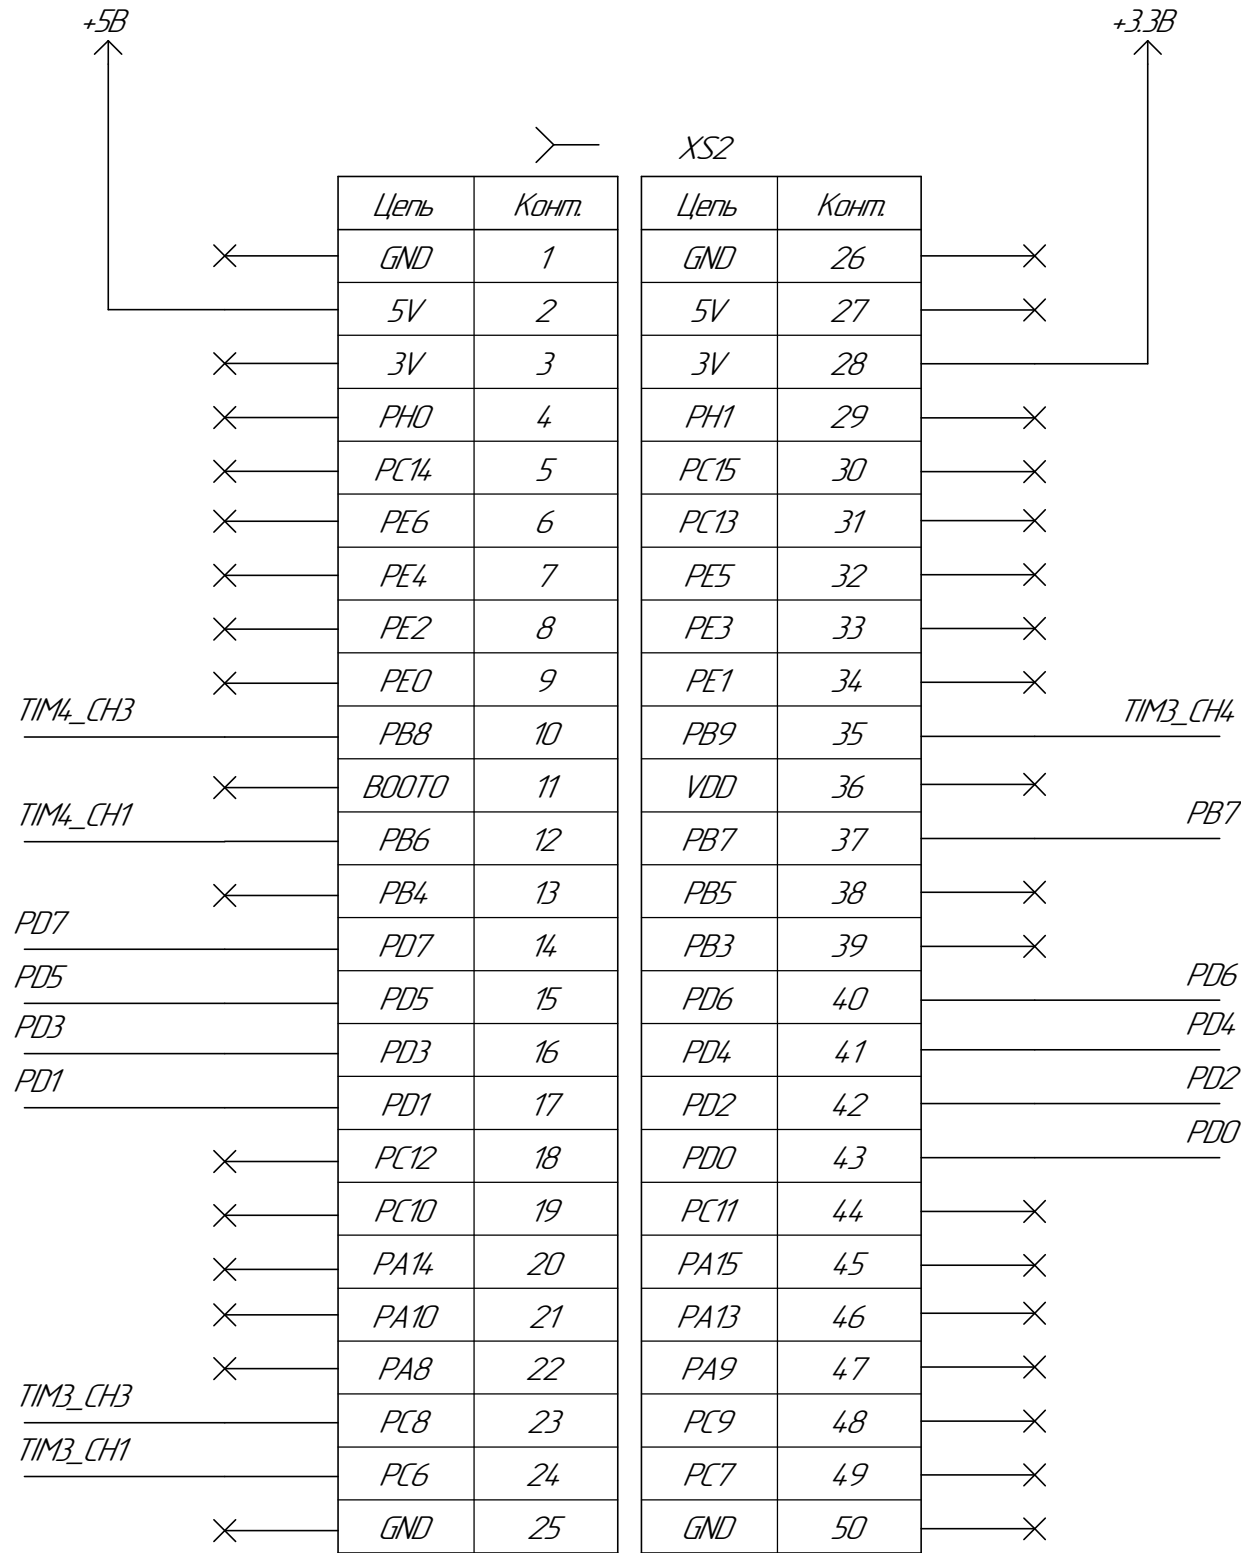 +5В +3.3В
XS2
Цепь Конт. Цепь Конт.
GND 1 GND 26
5V 2 5V 27
3V 3 3V 28
PH0 4 PH1 29
PC14 5 PC15 30
PE6 6 PC13 31
PE4 7 PE5 32
PE2 8 PE3 33
PE0 9 PE1 34
TIM4_CH3 PB8 10 PB9 35 TIM3_CH4
BOOT0 11 VDD 36
TIM4_CH1 PB6 12 PB7 37 PB7
PB4 13 PB5 38
PD7 PD7 14 PB3 39
PD5 PD5 15 PD6 40 PD6
PD3 PD3 16 PD4 41 PD4
PD1 PD1 17 PD2 42 PD2
PC12 18 PD0 43 PD0
PC10 19 PC11 44
PA14 20 PA15 45
PA10 21 PA13 46
PA8 22 PA9 47
TIM3_CH3 PC8 23 PC9 48
TIM3_CH1 PC6 24 PC7 49
GND 25 GND 50